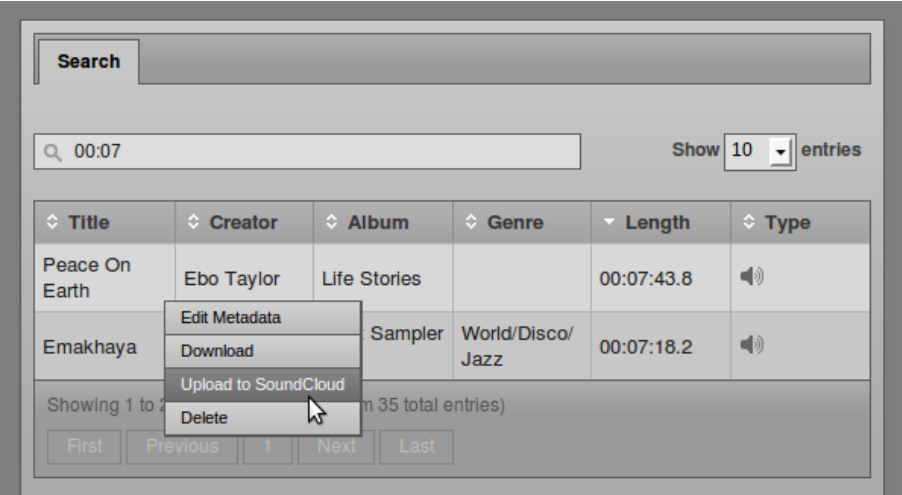 Search
00:07
Show 10 entries
Title Creator Album Genre Length Type
Peace On
Earth
Ebo Taylor Life Stories 00:07:43.8
Edit Metadata
Emakhaya Sampler World/Disco/
Jazz
00:07:18.2
Download
Upload to SoundCloud
Showing 1 to 35 total entries)
Delete
First Previous 1 Next Last